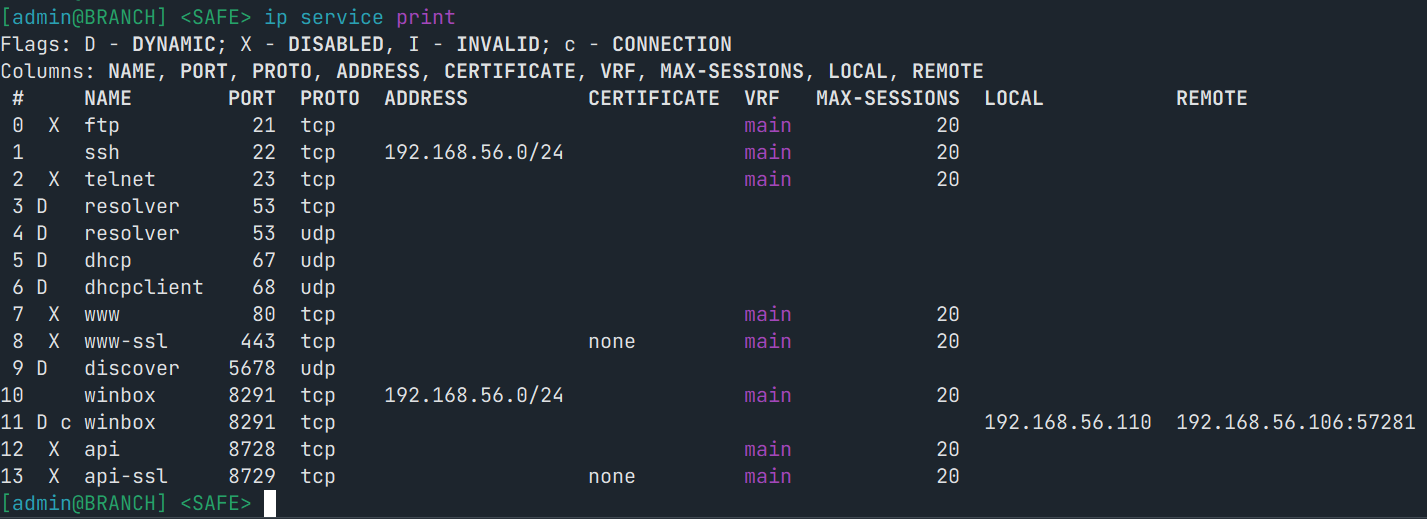 [admin@BRANCH] <SAFE> ip service print
Flags: D - DYNAMIC; X - DISABLED, I - INVALID; c - CONNECTION
Columns: NAME, PORT, PROTO, ADDRESS, CERTIFICATE, VRF, MAX-SESSIONS, LOCAL, REMOTE
 #     NAME        PORT  PROTO  ADDRESS          CERTIFICATE  VRF   MAX-SESSIONS  LOCAL           REMOTE
 0  X  ftp           21  tcp                                  main            20
 1     ssh           22  tcp    192.168.56.0/24               main            20
 2  X  telnet        23  tcp                                  main            20
 3 D   resolver      53  tcp
 4 D   resolver      53  udp
 5 D   dhcp          67  udp
 6 D   dhcpclient    68  udp
 7  X  www           80  tcp                                  main            20
 8  X  www-ssl      443  tcp                     none         main            20
 9 D   discover    5678  udp
10     winbox      8291  tcp    192.168.56.0/24               main            20
11 D c winbox      8291  tcp                                                      192.168.56.110  192.168.56.106:57281
12  X  api         8728  tcp                                  main            20
13  X  api-ssl     8729  tcp                     none         main            20
[admin@BRANCH] <SAFE>